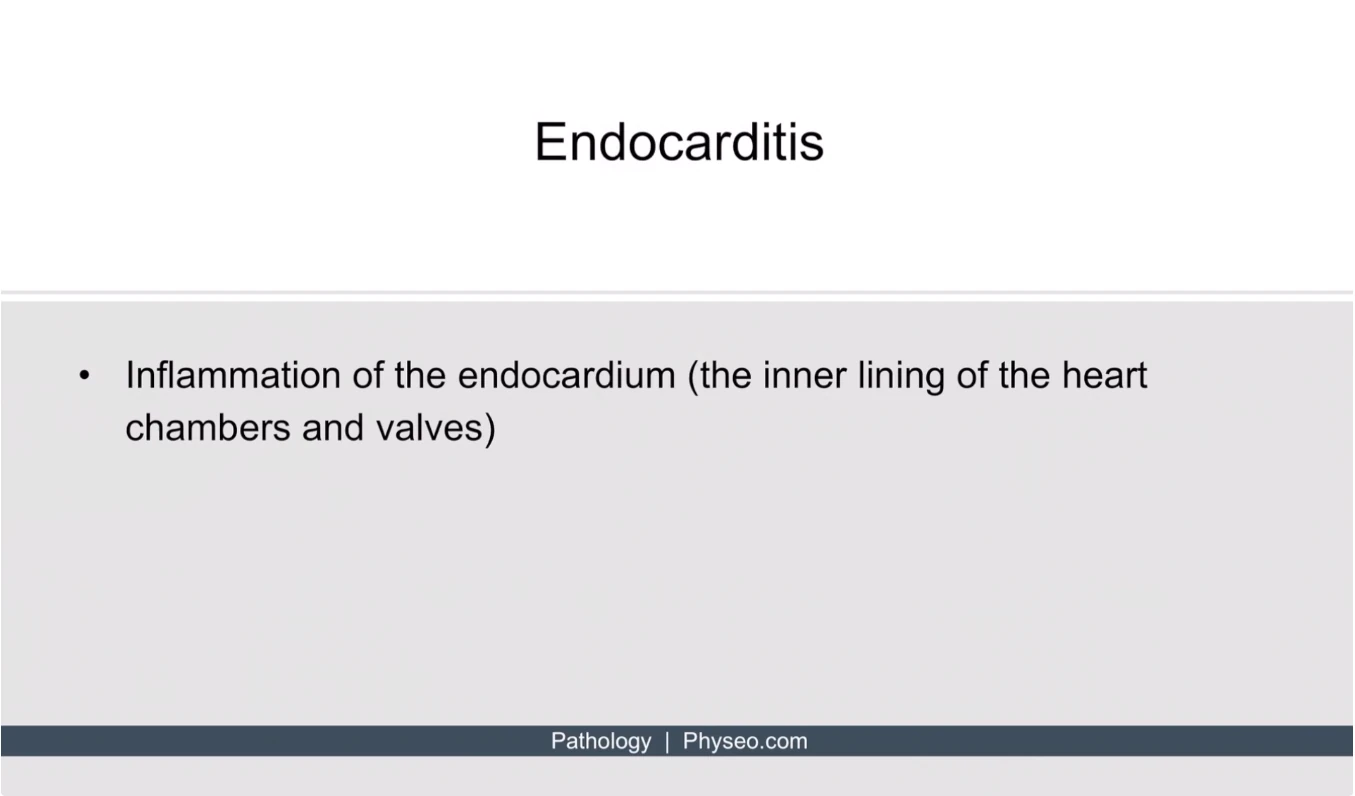 Endocarditis
• Inflammation of the endocardium (the inner lining of the heart
chambers and valves)
Pathology | Physeo.com